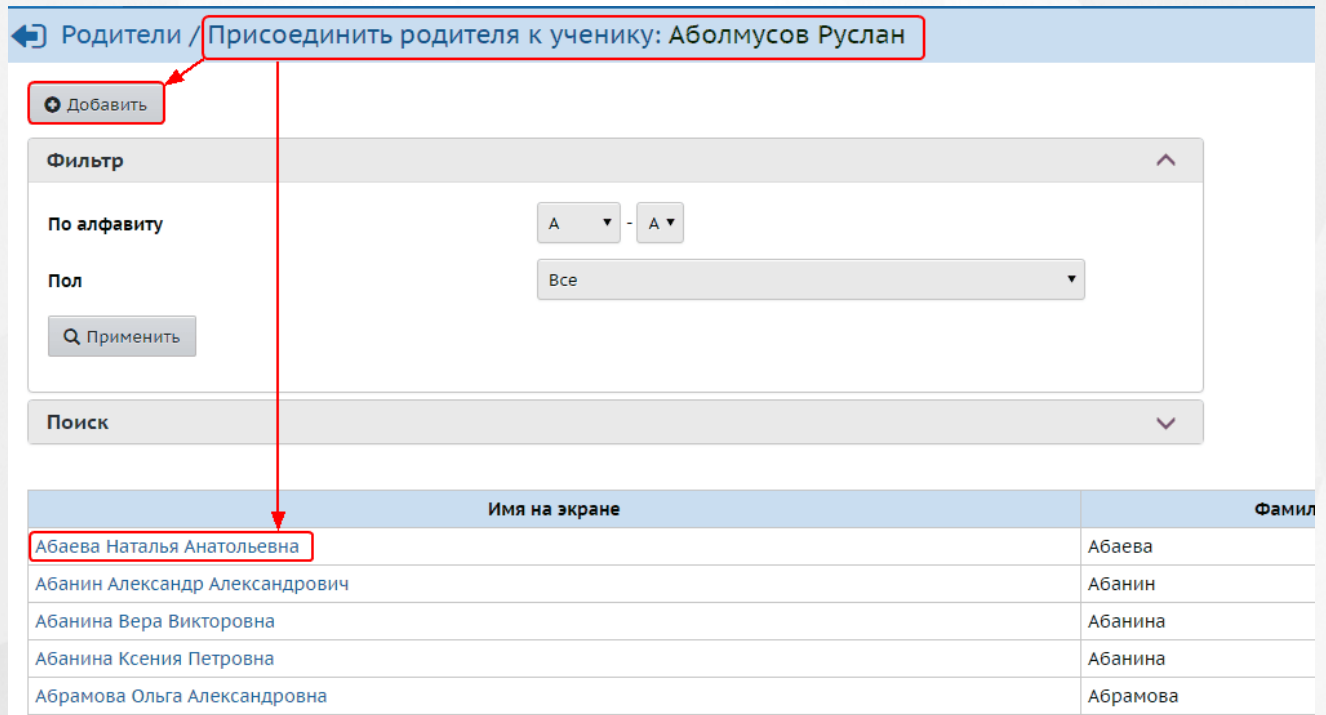 Родители / Присоединить родителя к ученику: Аболмусов Руслан
Добавить
Фильтр
По алфавиту А - А
Пол Все
Применить
Поиск
Имя на экране Фамил
Абаева Наталья Анатольевна Абаева
Абанин Александр Александрович Абанин
Абанина Вера Викторовна Абанина
Абанина Ксения Петровна Абанина
Абрамова Ольга Александровна Абрамова